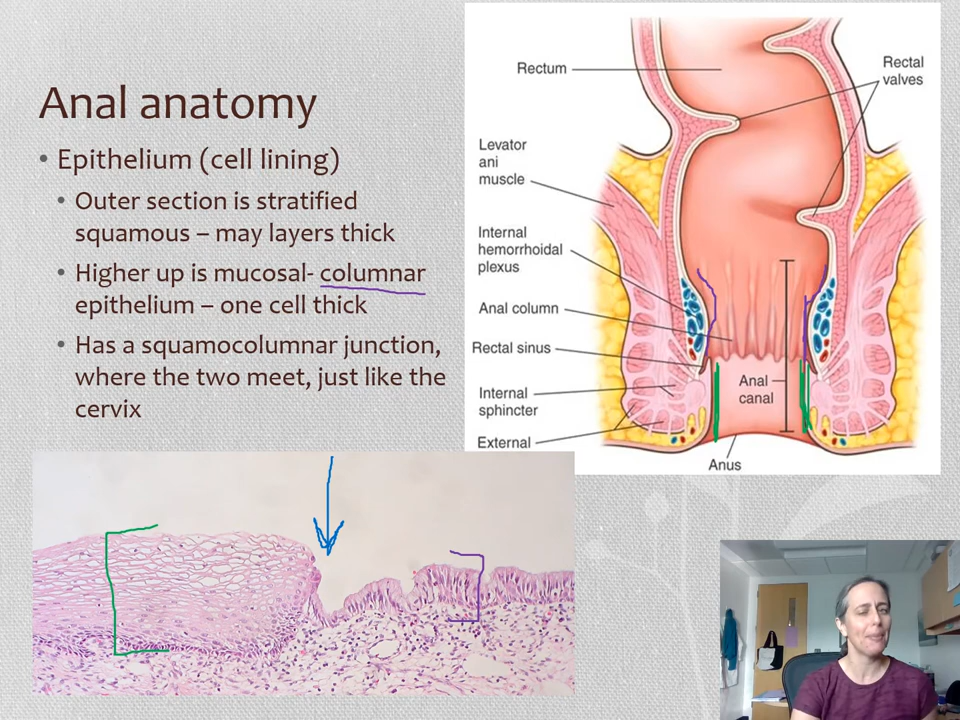 Anal anatomy
• Epithelium (cell lining)
• Outer section is stratified
squamous – may layers thick
• Higher up is mucosal- columnar
epithelium – one cell thick
• Has a squamocolumnar junction,
where the two meet, just like the
cervix
Rectum
Rectal
valves
Levator
ani
muscle
Internal
hemorrhoidal
plexus
Anal column
Rectal sinus
Anal
canal
Internal
sphincter
External
Anus